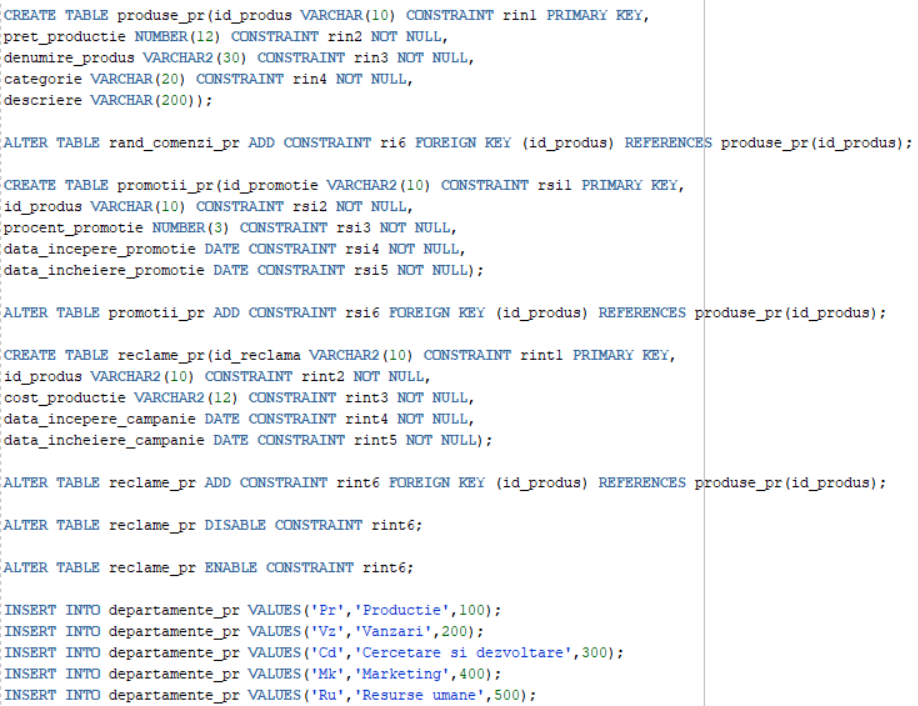 CREATE TABLE produse_pr(id_produs VARCHAR(10) CONSTRAINT rin1 PRIMARY KEY,
pret_productie NUMBER(12) CONSTRAINT rin2 NOT NULL,
denumire_produs VARCHAR2(30) CONSTRAINT rin3 NOT NULL,
categorie VARCHAR(20) CONSTRAINT rin4 NOT NULL,
descriere VARCHAR(200));
ALTER TABLE rand_comenzi_pr ADD CONSTRAINT ri6 FOREIGN KEY (id_produs) REFERENCES produse_pr(id_produs);
CREATE TABLE promotii_pr(id_promotie VARCHAR2(10) CONSTRAINT rsi1 PRIMARY KEY,
id_produs VARCHAR(10) CONSTRAINT rsi2 NOT NULL,
procent_promotie NUMBER(3) CONSTRAINT rsi3 NOT NULL,
data_incepere_promotie DATE CONSTRAINT rsi4 NOT NULL,
data_incheiere_promotie DATE CONSTRAINT rsi5 NOT NULL);
ALTER TABLE promotii_pr ADD CONSTRAINT rsi6 FOREIGN KEY (id_produs) REFERENCES produse_pr(id_produs);
CREATE TABLE reclame_pr(id_reclama VARCHAR2(10) CONSTRAINT rint1 PRIMARY KEY,
id_produs VARCHAR2(10) CONSTRAINT rint2 NOT NULL,
cost_productie VARCHAR2(12) CONSTRAINT rint3 NOT NULL,
data_incepere_campanie DATE CONSTRAINT rint4 NOT NULL,
data_incheiere_campanie DATE CONSTRAINT rint5 NOT NULL);
ALTER TABLE reclame_pr ADD CONSTRAINT rint6 FOREIGN KEY (id_produs) REFERENCES produse_pr(id_produs);
ALTER TABLE reclame_pr DISABLE CONSTRAINT rint6;
ALTER TABLE reclame_pr ENABLE CONSTRAINT rint6;
INSERT INTO departamente_pr VALUES('Pr','Productie',100);
INSERT INTO departamente_pr VALUES('Vz','Vanzari',200);
INSERT INTO departamente_pr VALUES('Cd','Cercetare si dezvoltare',300);
INSERT INTO departamente_pr VALUES('Mk','Marketing',400);
INSERT INTO departamente_pr VALUES('Ru','Resurse umane',500);